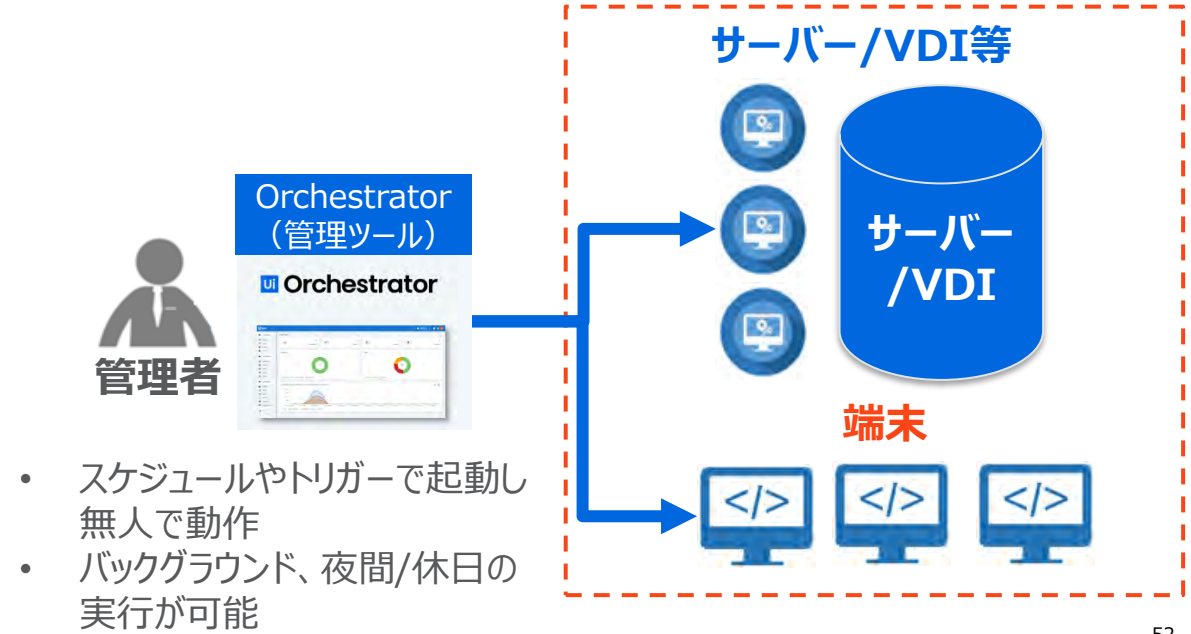 サーバー/VDI等
Orchestrator
（管理ツール）
Ui Orchestrator
サーバー
/VDI
管理者
端末
</>
</>
</>
• スケジュールやトリガーで起動し
無人で動作
• バックグラウンド、夜間/休日の
実行が可能
52